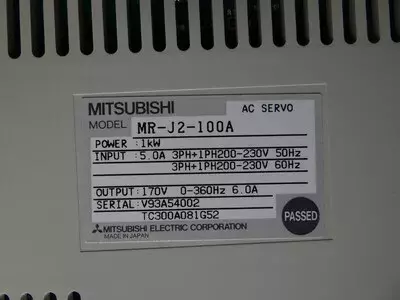 MITSUBISHI AC SERVO
MODEL MR-J2-100A
POWER : 1kW
INPUT : 5.0A 3PH+1PH200-230V 50Hz
3PH+1PH200-230V 60Hz
OUTPUT: 170V 0-360Hz 6.0A
SERIAL: V93A54002
TC300A081G52
PASSED
MITSUBISHI ELECTRIC CORPORATION
MADE IN JAPAN